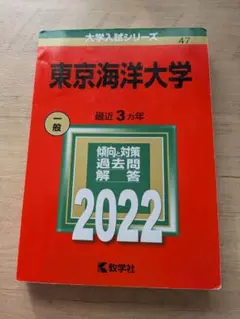 大学入試シリーズ
47
東京海洋大学
一般
最近3カ年
傾向と対策
過去問
解答
2022
教学社